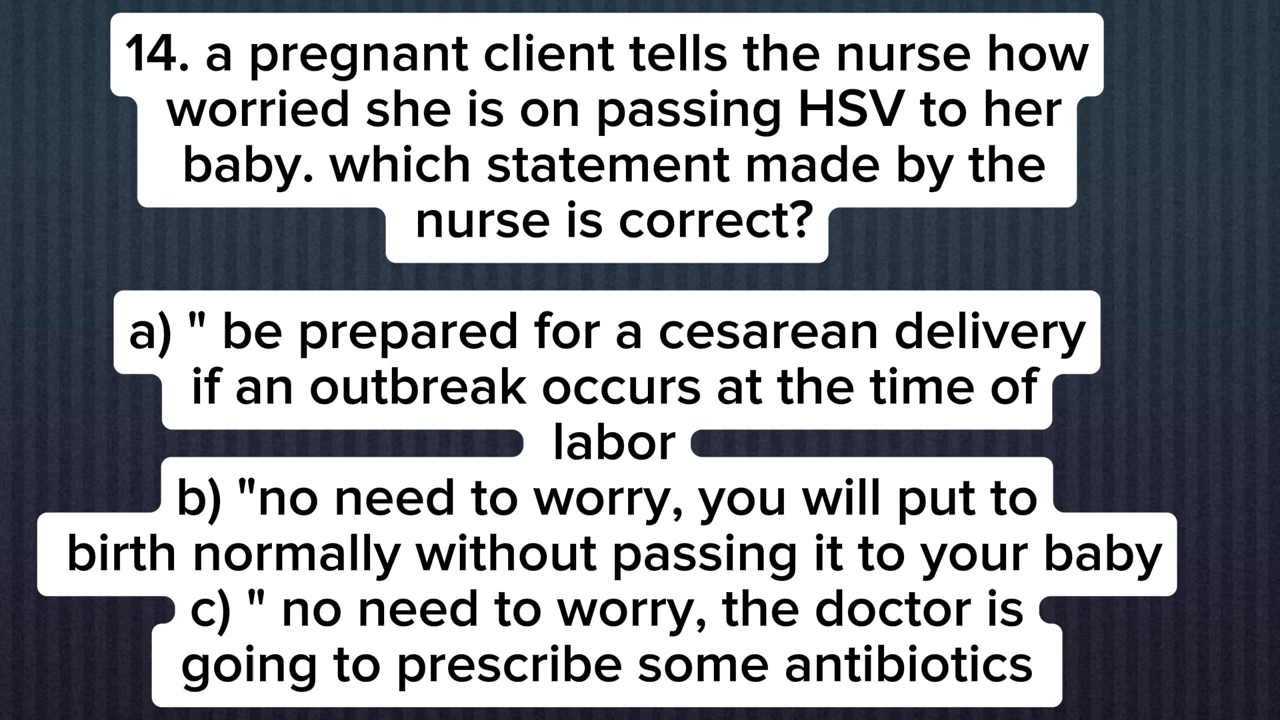 14. a pregnant client tells the nurse how
worried she is on passing HSV to her
baby. which statement made by the
nurse is correct?
a) " be prepared for a cesarean delivery
if an outbreak occurs at the time of
labor
b) "no need to worry, you will put to
birth normally without passing it to your baby
c) " no need to worry, the doctor is
going to prescribe some antibiotics